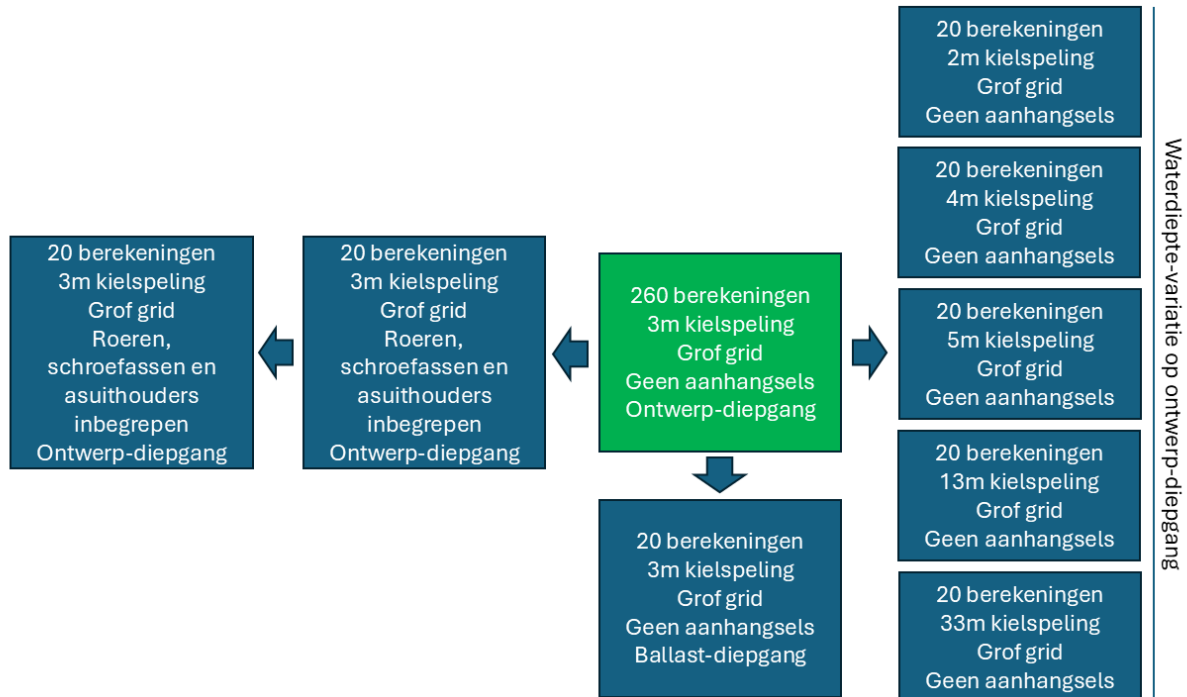 20 berekeningen
3m kielspeling
Grof grid
Roeren,
schroefassen en
asuithouders
inbegrepen
Ontwerp-diepgang
20 berekeningen
3m kielspeling
Grof grid
Roeren,
schroefassen en
asuithouders
inbegrepen
Ontwerp-diepgang
260 berekeningen
3m kielspeling
Grof grid
Geen aanhangsels
Ontwerp-diepgang
20 berekeningen
3m kielspeling
Grof grid
Geen aanhangsels
Ballast-diepgang
20 berekeningen
2m kielspeling
Grof grid
Geen aanhangsels
20 berekeningen
4m kielspeling
Grof grid
Geen aanhangsels
20 berekeningen
5m kielspeling
Grof grid
Geen aanhangsels
20 berekeningen
13m kielspeling
Grof grid
Geen aanhangsels
20 berekeningen
33m kielspeling
Grof grid
Geen aanhangsels
Waterdiepte-variatie op ontwerp-diepgang